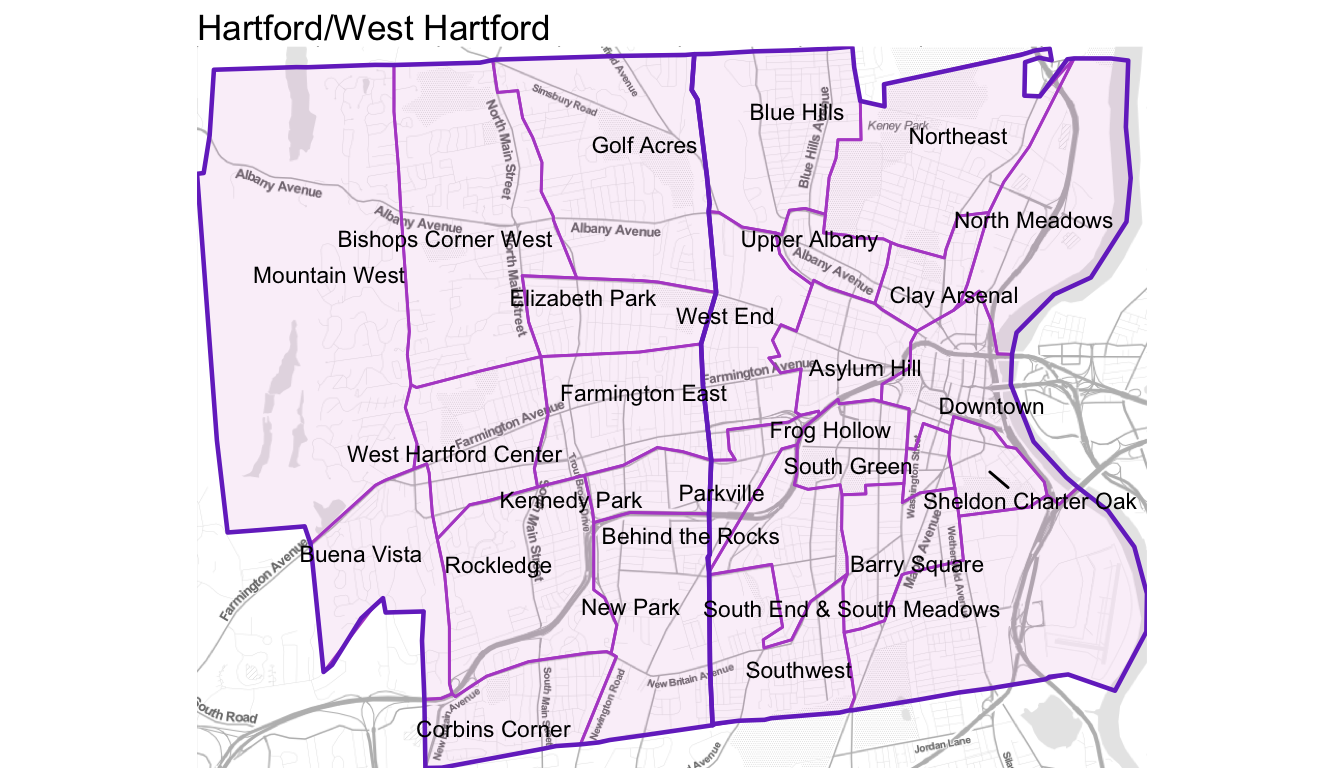 Hartford/West Hartford
Simsbury Road
North Main Street
Blue Hills
Blue Hills Avenue
Keney Park
Northeast
Golf Acres
Albany Avenue
Albany Avenue
Albany Avenue
North Meadows
Bishops Corner West
Upper Albany
Mountain West
North Main Street
Albany Avenue
Elizabeth Park
Clay Arsenal
West End
Farmington Avenue
Asylum Hill
Farmington East
Downtown
Farmington Avenue
Frog Hollow
West Hartford Center
South Green
Washington Street
Kennedy Park
Parkville
Sheldon Charter Oak
Trout Brook Drive
South Main Street
Behind the Rocks
Buena Vista
Rockledge
Barry Square
Main Avenue
Farmington Avenue
New Park
South End & South Meadows
Southwest
New Britain Avenue
South Road
South Main Street
Newington Road
New Britain Avenue
Corbins Corner
Jordan Lane